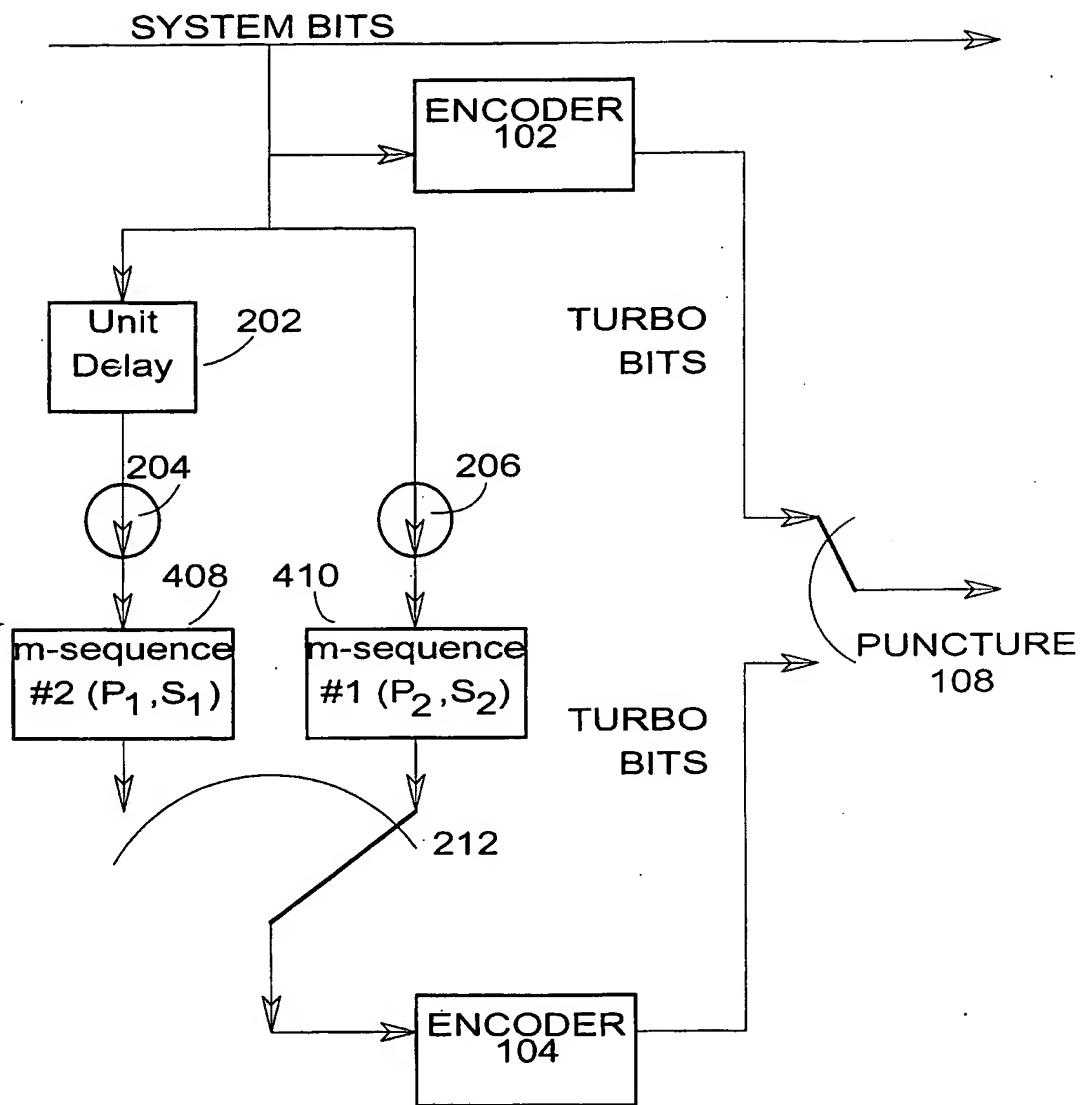 SYSTEM BITS
ENCODER
102
Unit
Delay
202
TURBO
BITS
204
206
408
410
m-sequence
#2 (P1,S1)
m-sequence
#1 (P2,S2)
PUNCTURE
108
TURBO
BITS
212
ENCODER
104